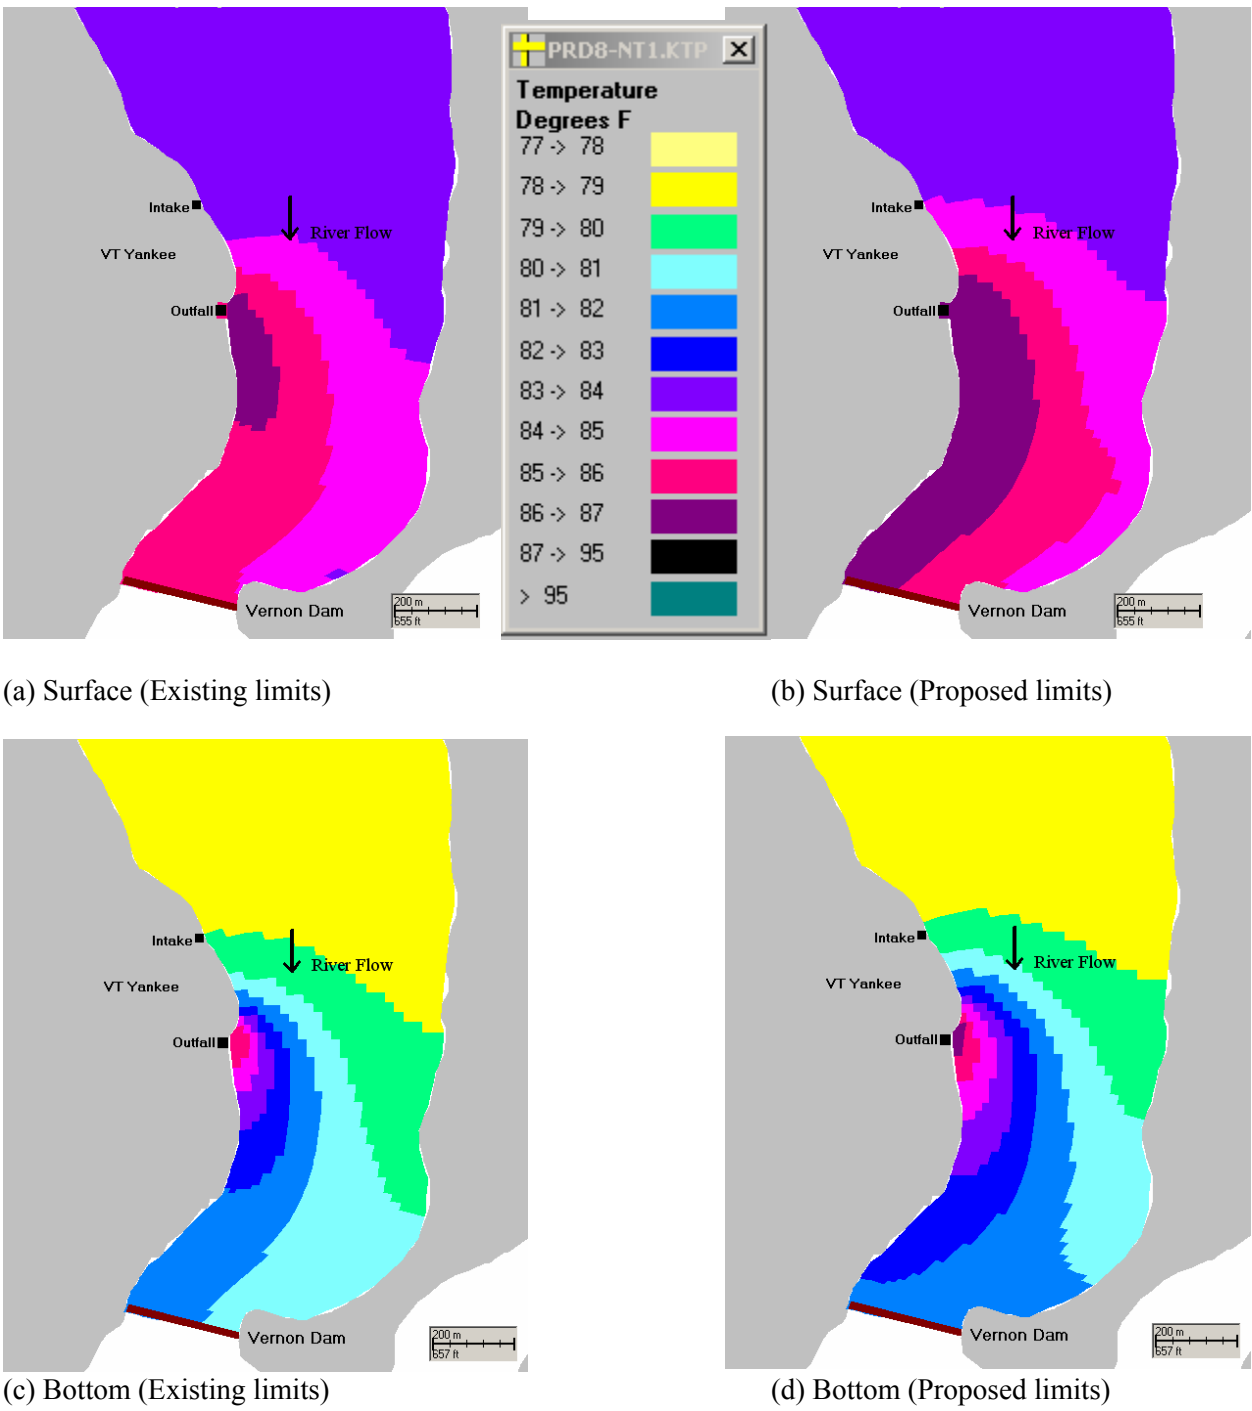 PRD8-NT1.KTP
Temperature
Degrees F
77 -> 78
78 -> 79
79 -> 80
80 -> 81
81 -> 82
82 -> 83
83 -> 84
84 -> 85
85 -> 86
86 -> 87
87 -> 95
> 95
Intake
River Flow
VT Yankee
Outfall
Vernon Dam
200 m
655 ft
Intake
River Flow
VT Yankee
Outfall
Vernon Dam
200 m
655 ft
(a) Surface (Existing limits)
(b) Surface (Proposed limits)
Intake
River Flow
VT Yankee
Outfall
Vernon Dam
200 m
657 ft
Intake
River Flow
VT Yankee
Outfall
Vernon Dam
200 m
657 ft
(c) Bottom (Existing limits)
(d) Bottom (Proposed limits)